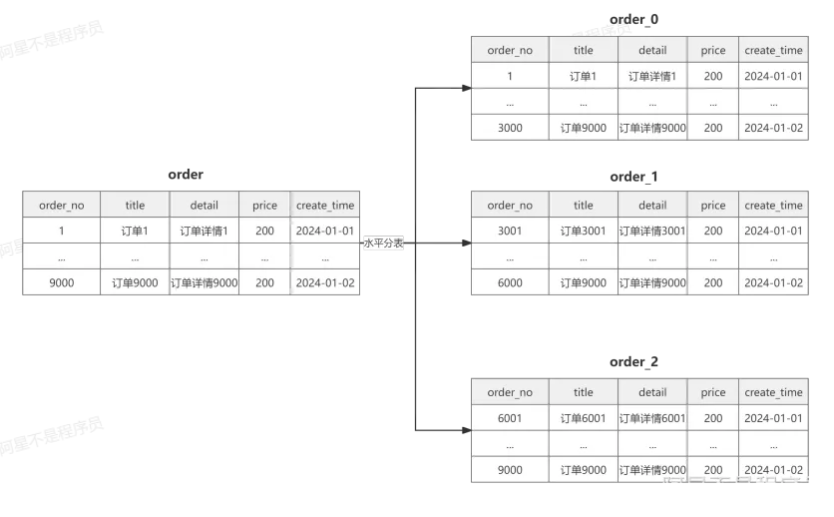 阿星不是程序员
order_0
order_no title detail price create_time
1 订单1 订单详情1 200 2024-01-01
... ... ... ... ...
3000 订单9000 订单详情9000 200 2024-01-02
order
order_no title detail price create_time
1 订单1 订单详情1 200 2024-01-01
... ... ... ... ...
9000 订单9000 订单详情9000 200 2024-01-02
水平分表
order_1
order_no title detail price create_time
3001 订单3001 订单详情3001 200 2024-01-01
... ... ... ... ...
6000 订单9000 订单详情9000 200 2024-01-02
order_2
order_no title detail price create_time
6001 订单6001 订单详情6001 200 2024-01-01
... ... ... ... ...
9000 订单9000 订单详情9000 200 2024-01-02
阿星不是程序员